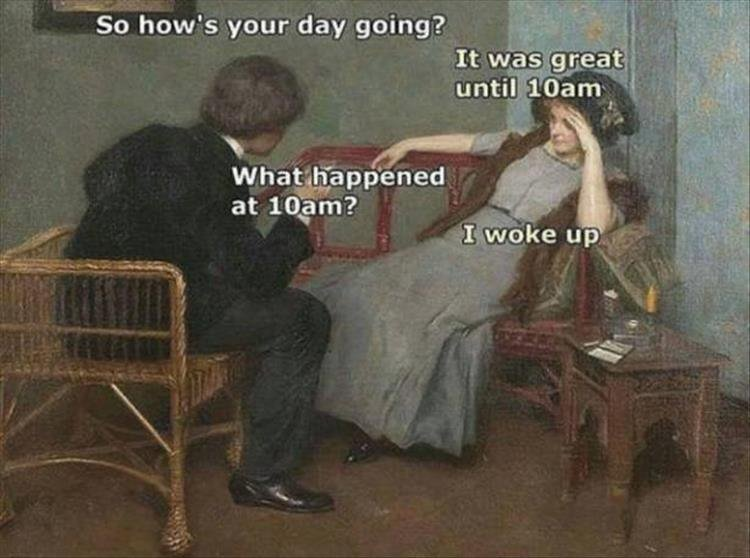 So how's your day going?
It was great
until 10am
What happened
at 10am?
I woke up